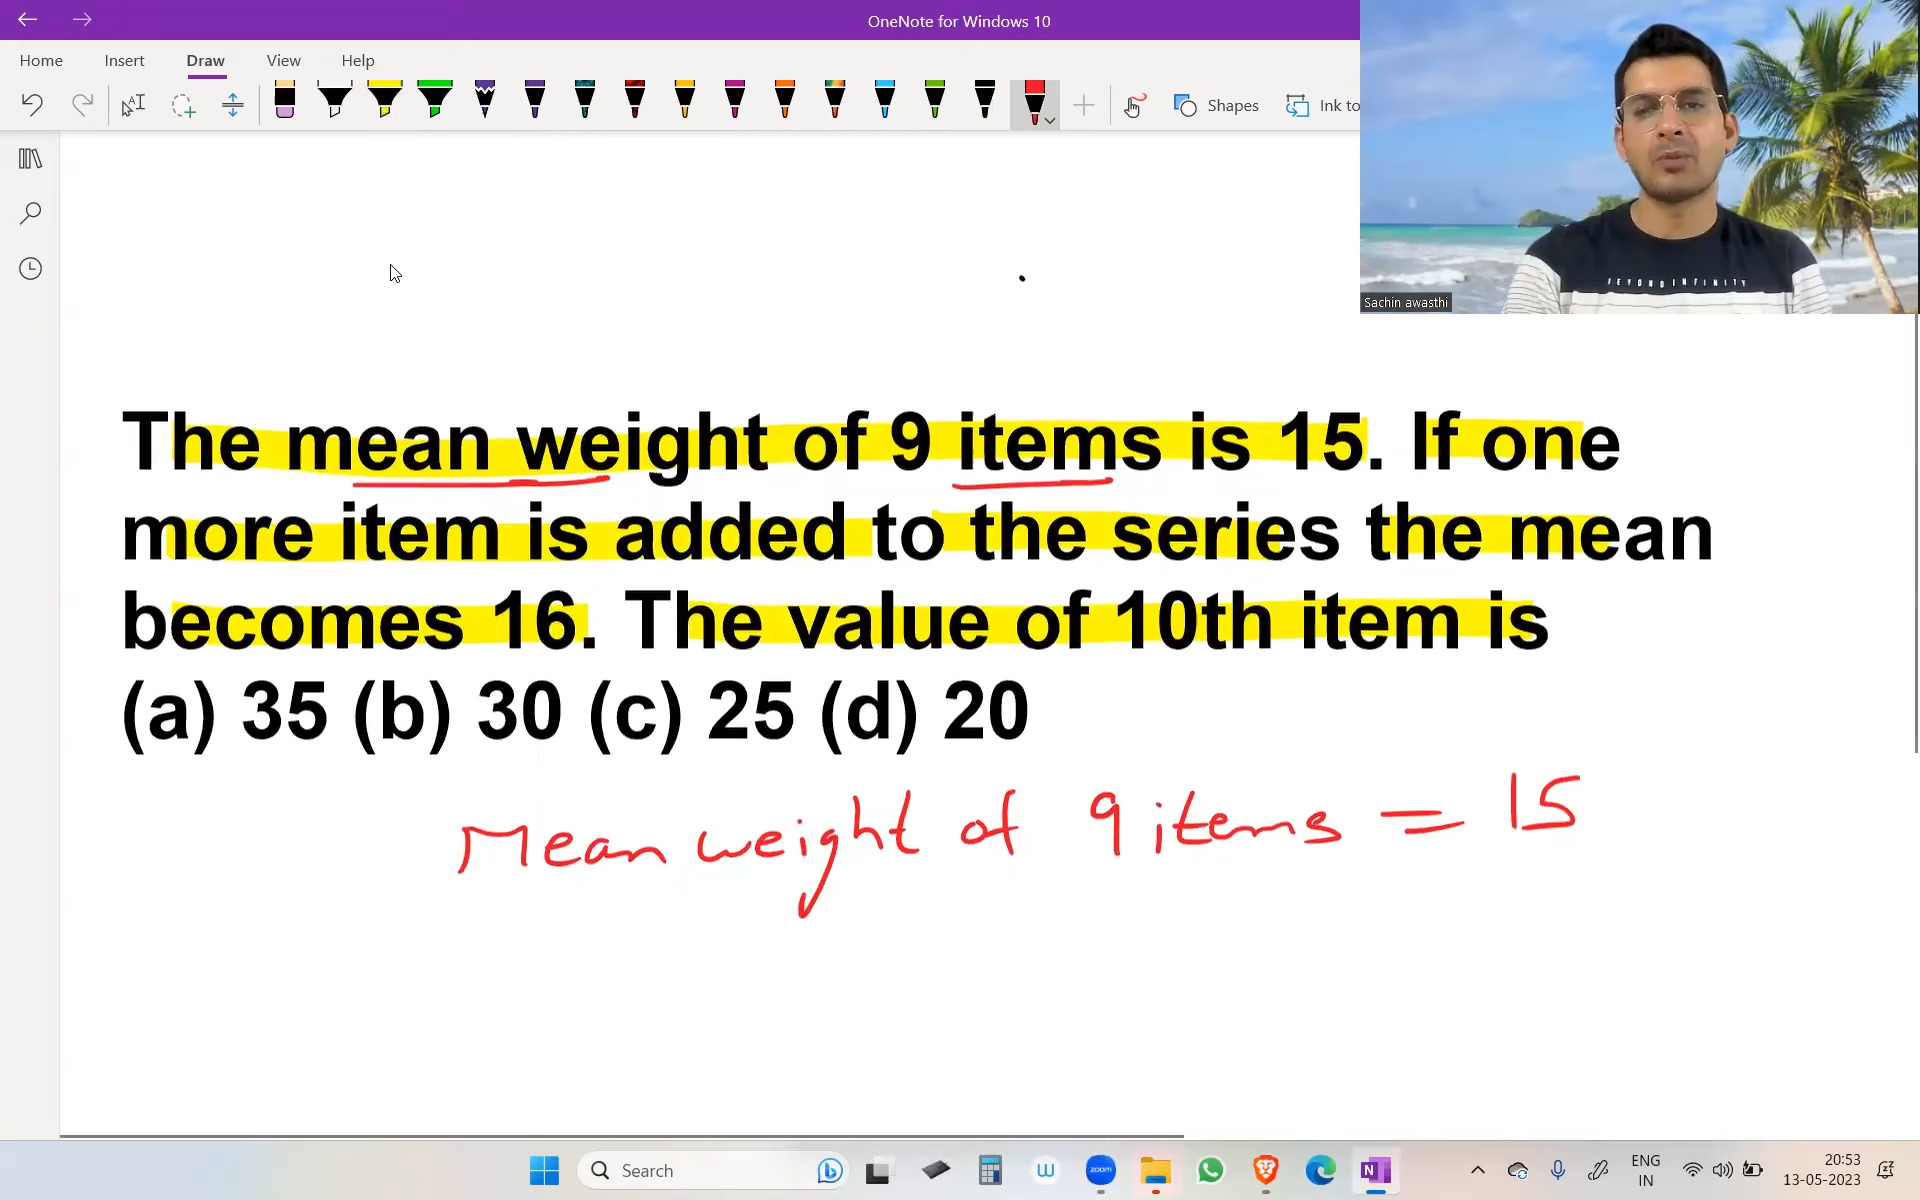 OneNote for Windows 10
Home Insert Draw View Help
Shapes Ink to
BEYOND INFINITY
Sachin awasthi
The mean weight of 9 items is 15. If one
more item is added to the series the mean
becomes 16. The value of 10th item is
(a) 35 (b) 30 (c) 25 (d) 20
Mean weight of 9 items = 15
Search
zoom
ENG
IN
20:53
13-05-2023